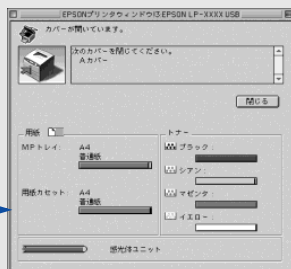 EPSONプリンタウィンドウ!3:EPSON LP-XXXX USB
カバーが開いています。
次のカバーを閉じてください。
Aカバー
閉じる
用紙
MPトレイ: A4
普通紙
用紙カセット: A4
普通紙
トナー
ブラック:
シアン:
マゼンタ:
イエロー:
感光体ユニット